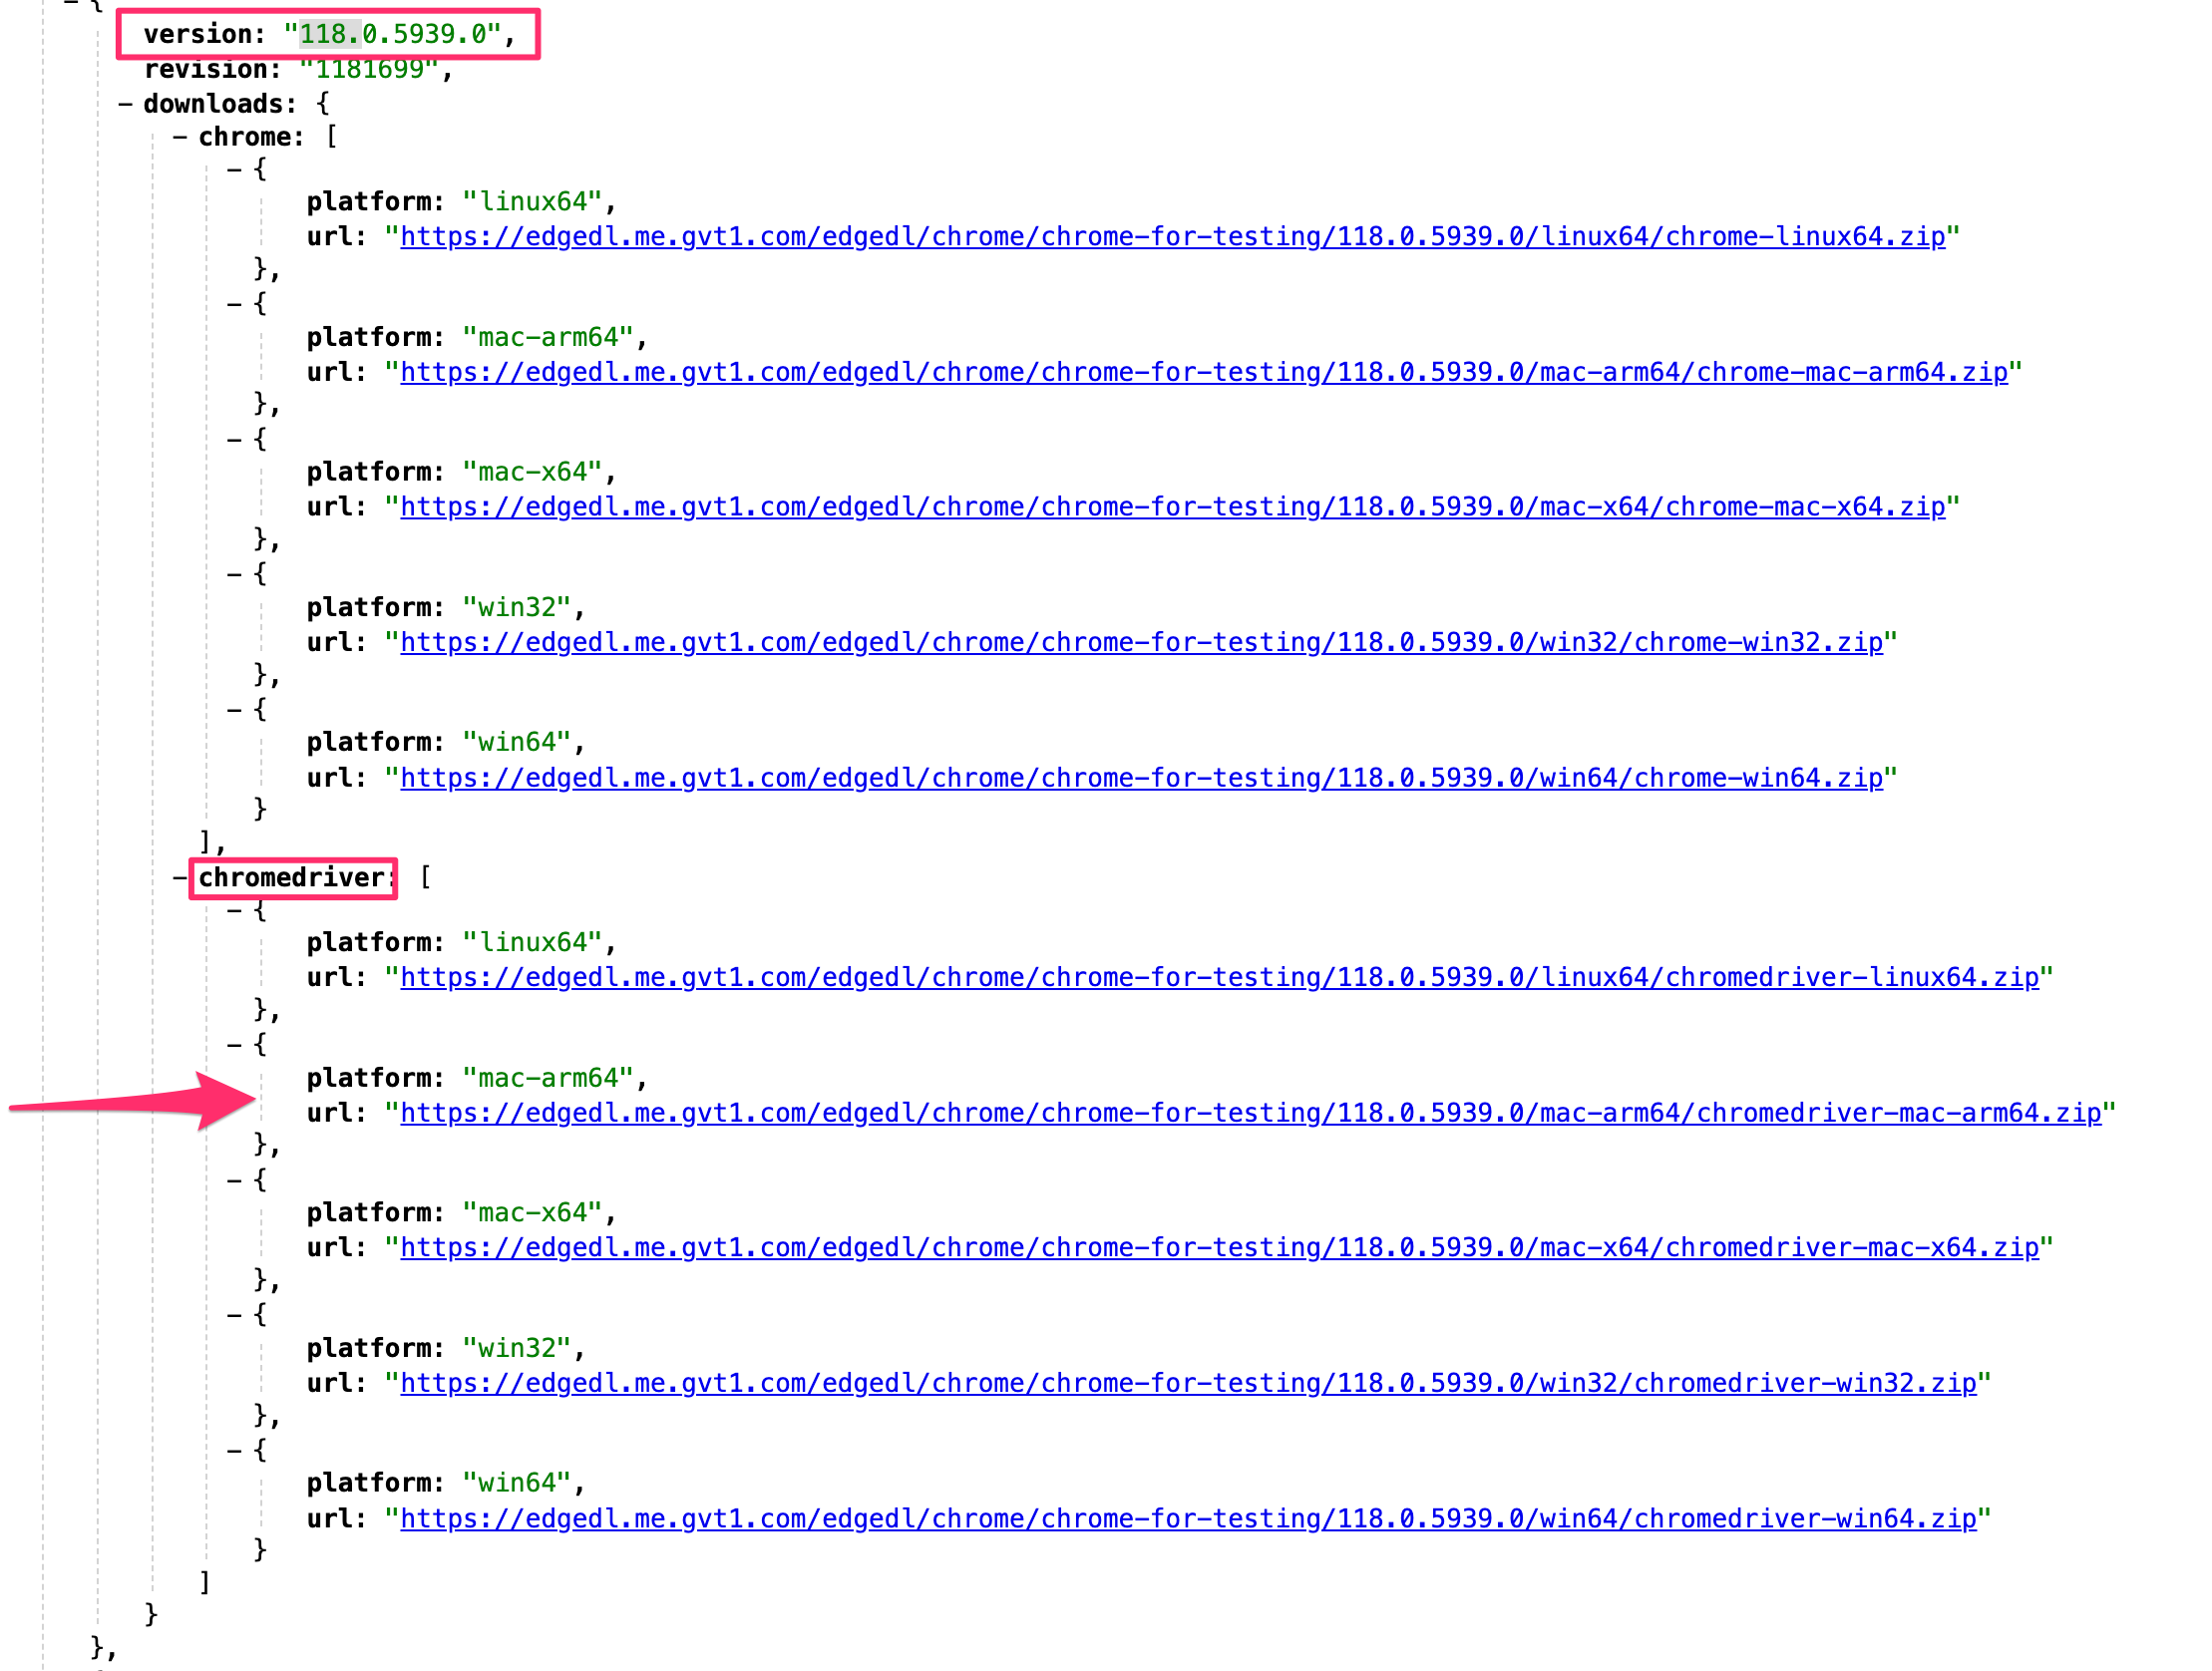 − {
version: "118.0.5939.0",
revision: "1181699",
− downloads: {
− chrome: [
− {
platform: "linux64",
url: "https://edgedl.me.gvt1.com/edgedl/chrome/chrome-for-testing/118.0.5939.0/linux64/chrome-linux64.zip"
},
− {
platform: "mac-arm64",
url: "https://edgedl.me.gvt1.com/edgedl/chrome/chrome-for-testing/118.0.5939.0/mac-arm64/chrome-mac-arm64.zip"
},
− {
platform: "mac-x64",
url: "https://edgedl.me.gvt1.com/edgedl/chrome/chrome-for-testing/118.0.5939.0/mac-x64/chrome-mac-x64.zip"
},
− {
platform: "win32",
url: "https://edgedl.me.gvt1.com/edgedl/chrome/chrome-for-testing/118.0.5939.0/win32/chrome-win32.zip"
},
− {
platform: "win64",
url: "https://edgedl.me.gvt1.com/edgedl/chrome/chrome-for-testing/118.0.5939.0/win64/chrome-win64.zip"
}
],
− chromedriver: [
− {
platform: "linux64",
url: "https://edgedl.me.gvt1.com/edgedl/chrome/chrome-for-testing/118.0.5939.0/linux64/chromedriver-linux64.zip"
},
− {
platform: "mac-arm64",
url: "https://edgedl.me.gvt1.com/edgedl/chrome/chrome-for-testing/118.0.5939.0/mac-arm64/chromedriver-mac-arm64.zip"
},
− {
platform: "mac-x64",
url: "https://edgedl.me.gvt1.com/edgedl/chrome/chrome-for-testing/118.0.5939.0/mac-x64/chromedriver-mac-x64.zip"
},
− {
platform: "win32",
url: "https://edgedl.me.gvt1.com/edgedl/chrome/chrome-for-testing/118.0.5939.0/win32/chromedriver-win32.zip"
},
− {
platform: "win64",
url: "https://edgedl.me.gvt1.com/edgedl/chrome/chrome-for-testing/118.0.5939.0/win64/chromedriver-win64.zip"
}
]
}
},